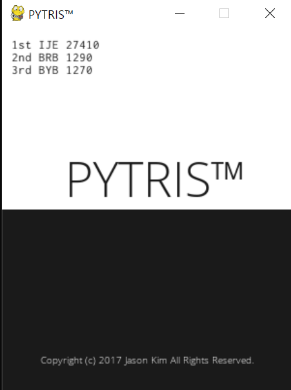 PYTRIS™
1st IJE 27410
2nd BRB 1290
3rd BYB 1270
PYTRIS™
Copyright (c) 2017 Jason Kim All Rights Reserved.